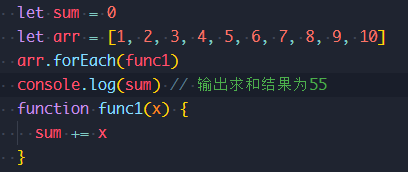 let sum = 0
let arr = [1, 2, 3, 4, 5, 6, 7, 8, 9, 10]
arr.forEach(func1)
console.log(sum) // 输出求和结果为55
function func1(x) {
  sum += x
}